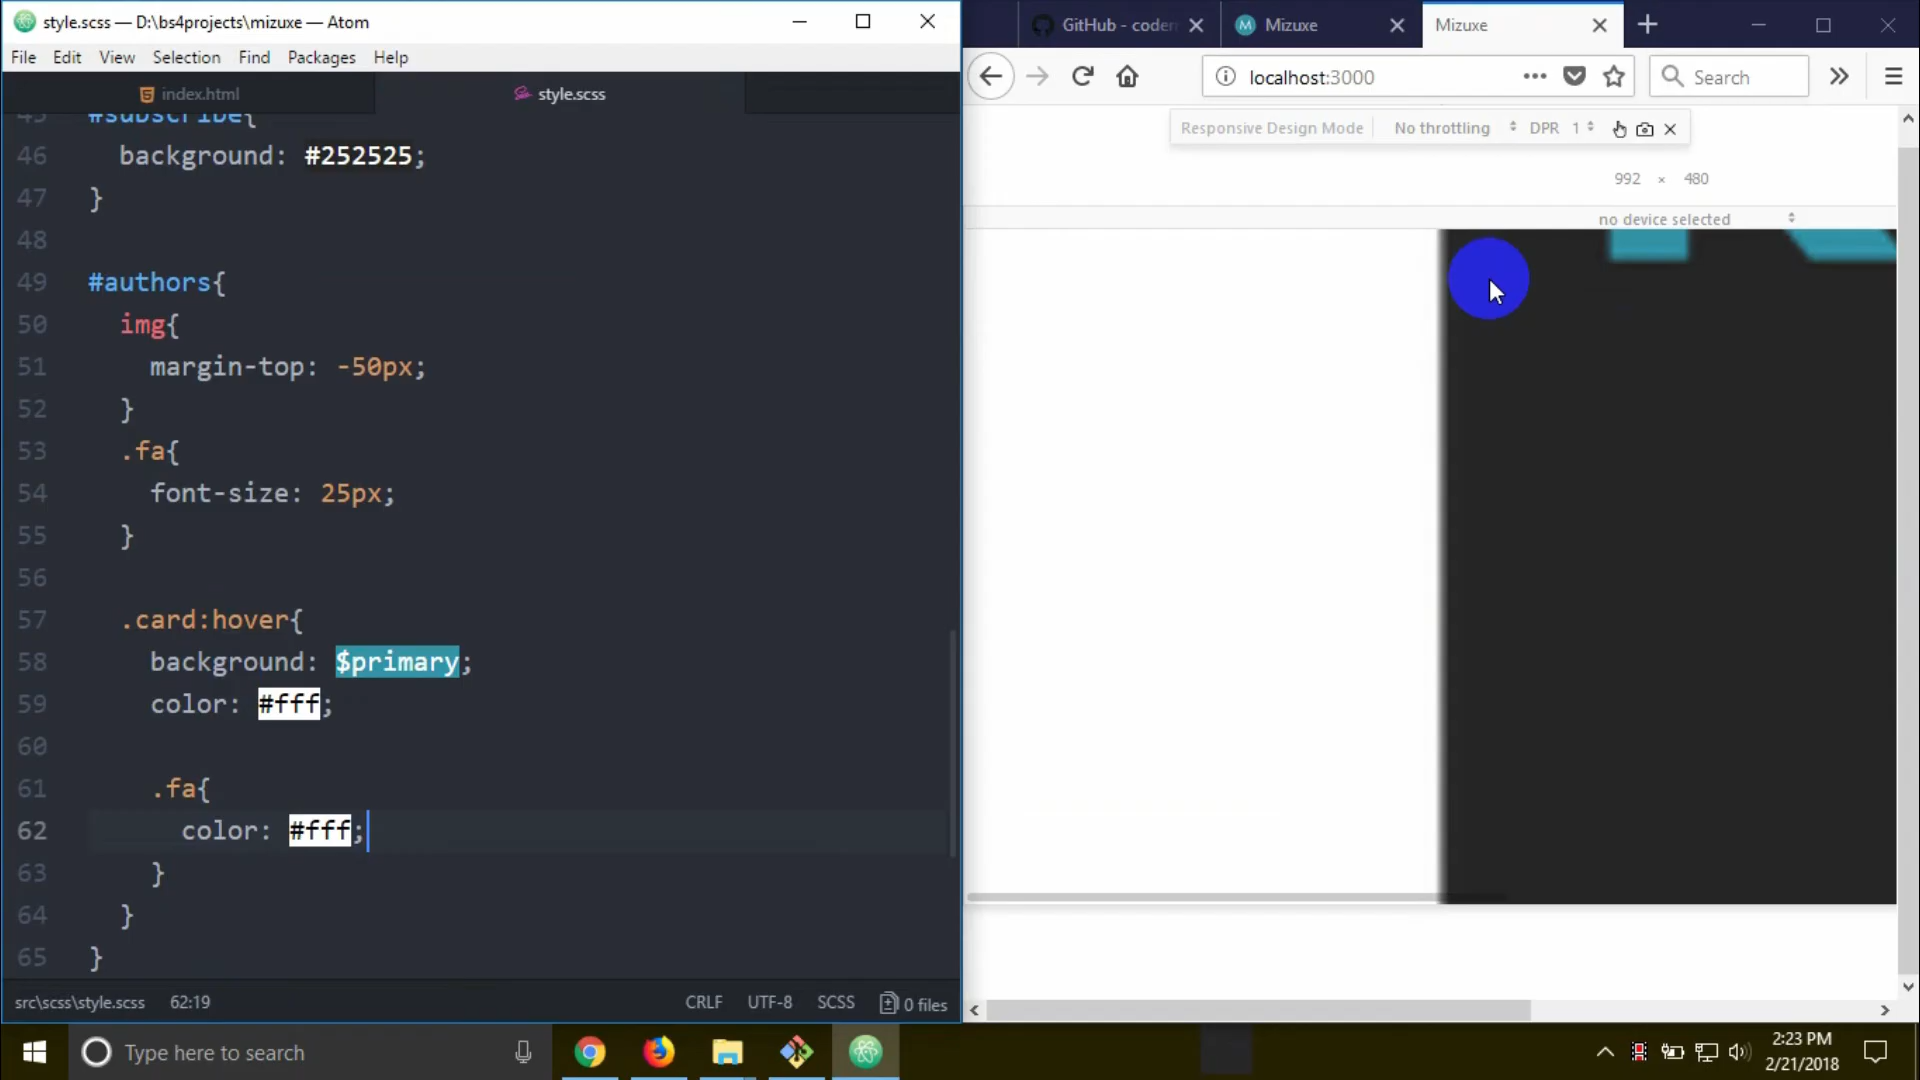 style.scss — D:\bs4projects\mizuxe — Atom
File Edit View Selection Find Packages Help
index.html
style.scss
45 #subscribe{
46 background: #252525;
47 }
48
49 #authors{
50 img{
51 margin-top: -50px;
52 }
53 .fa{
54 font-size: 25px;
55 }
56
57 .card:hover{
58 background: $primary;
59 color: #fff;
60
61 .fa{
62 color: #fff;
63 }
64 }
65 }
src\scss\style.scss 62:19 CRLF UTF-8 SCSS 0 files
GitHub - coder Mizuxe Mizuxe
localhost:3000 Search
Responsive Design Mode No throttling DPR 1
992 × 480
no device selected
Type here to search
2:23 PM
2/21/2018